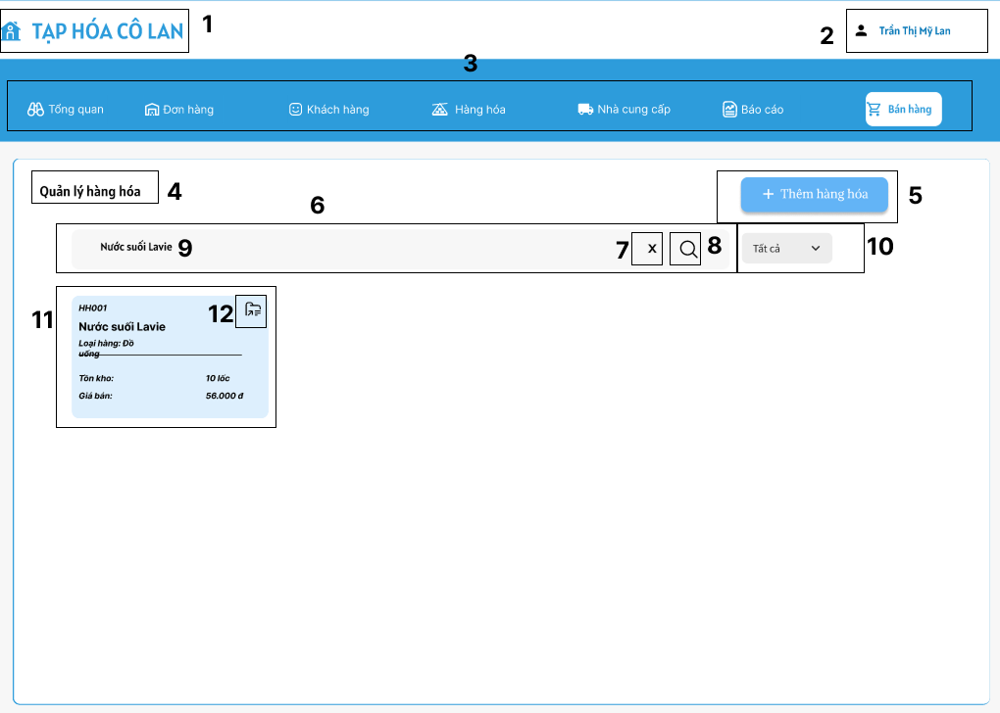 TẠP HÓA CÔ LAN
1
2
Trần Thị Mỹ Lan
3
Tổng quan
Đơn hàng
Khách hàng
Hàng hóa
Nhà cung cấp
Báo cáo
Bán hàng
Quản lý hàng hóa
4
+ Thêm hàng hóa
5
6
Nước suối Lavie
9
7
x
8
Tất cả
10
11
HH001
12
Nước suối Lavie
Loại hàng: Đồ
uống
Tồn kho: 10 lốc
Giá bán: 56.000 đ